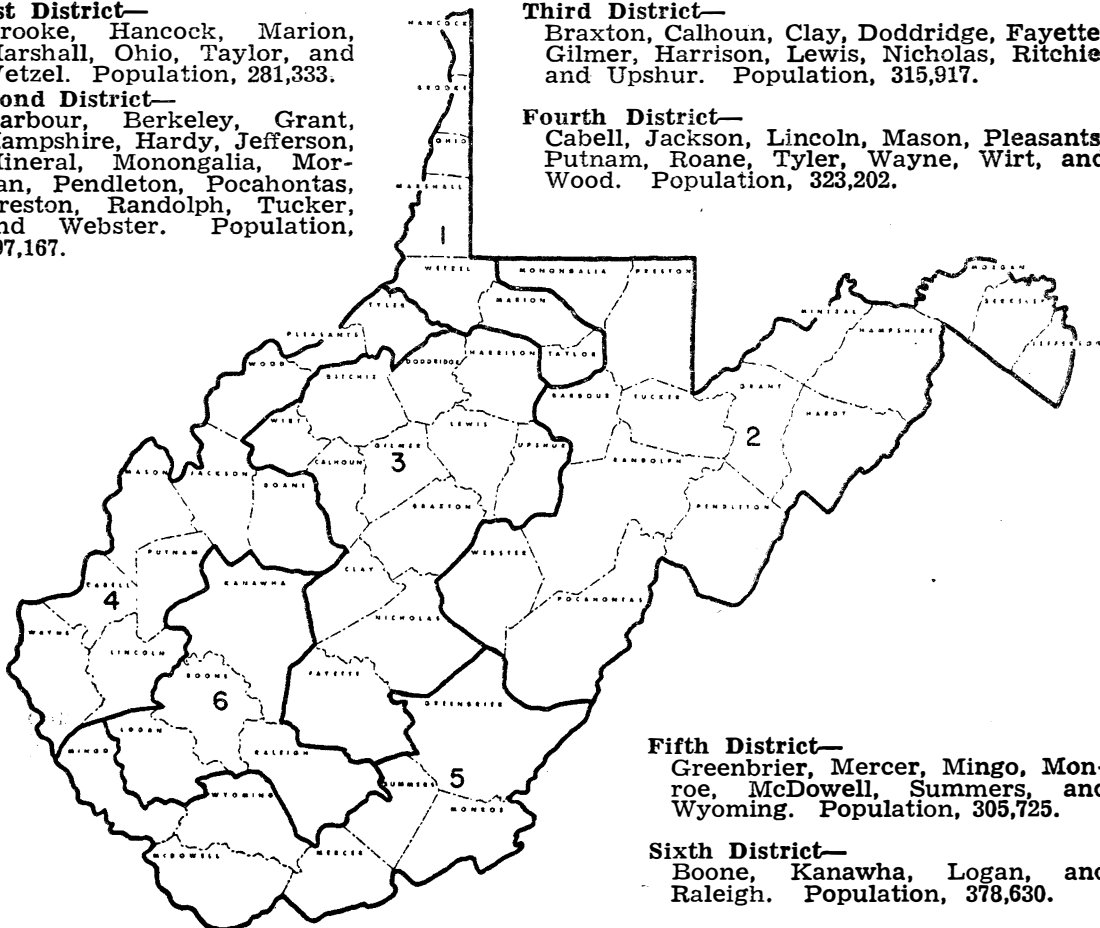 st District—
rooke, Hancock, Marion,
arshall, Ohio, Taylor, and
etzel. Population, 281,333.
ond District—
arbour, Berkeley, Grant,
ampshire, Hardy, Jefferson,
ineral, Monongalia, Mor-
an, Pendleton, Pocahontas,
reston, Randolph, Tucker,
nd Webster. Population,
97,167.
Third District—
Braxton, Calhoun, Clay, Doddridge, Fayette
Gilmer, Harrison, Lewis, Nicholas, Ritchie
and Upshur. Population, 315,917.
Fourth District—
Cabell, Jackson, Lincoln, Mason, Pleasants
Putnam, Roane, Tyler, Wayne, Wirt, and
Wood. Population, 323,202.
HANCOCK
BROOKE
OHIO
MARSHALL
1
WETZEL
MONONGALIA
PRESTON
MORGAN
BERKELEY
JEFFERSON
TYLER
MARION
MINERAL
HAMPSHIRE
PLEASANTS
WOOD
DODDRIDGE
HARRISON
TAYLOR
RITCHIE
BARBOUR
TUCKER
GRANT
HARDY
WIRT
LEWIS
2
GILMER
UPSHUR
CALHOUN
3
RANDOLPH
MASON
JACKSON
ROANE
BRAXTON
PENDLETON
PUTNAM
WEBSTER
CLAY
CABELL
KANAWHA
4
POCAHONTAS
NICHOLAS
WAYNE
LINCOLN
BOONE
FAYETTE
6
GREENBRIER
LOGAN
MINGO
RALEIGH
5
SUMMERS
WYOMING
MONROE
MCDOWELL
MERCER
Fifth District—
Greenbrier, Mercer, Mingo, Mon-
roe, McDowell, Summers, and
Wyoming. Population, 305,725.
Sixth District—
Boone, Kanawha, Logan, and
Raleigh. Population, 378,630.